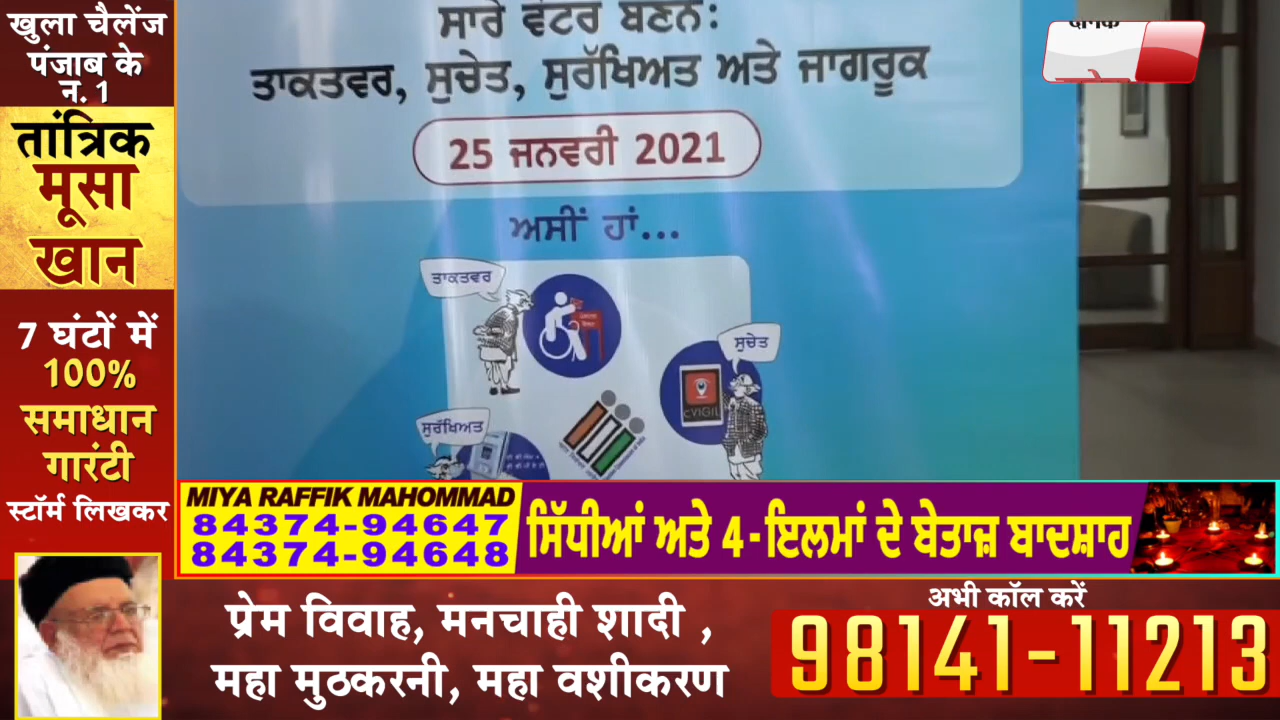 खुला चैलेंज
पंजाब के
न. 1
तांत्रिक
मूसा
खान
7 घंटों में
100%
समाधान
गारंटी
स्टॉर्म लिखकर
ਸਾਰੇ ਵੋਟਰ ਬਣਨ:
ਤਾਕਤਵਰ, ਸੁਚੇਤ, ਸੁਰੱਖਿਅਤ ਅਤੇ ਜਾਗਰੂਕ
25 ਜਨਵਰੀ 2021
ਅਸੀਂ ਹਾਂ...
ਤਾਕਤਵਰ
ਸੁਚੇਤ
cVIGIL
ਸੁਰੱਖਿਅਤ
MIYA RAFFIK MAHOMMAD
84374-94647
84374-94648
ਸਿੱਧੀਆਂ ਅਤੇ 4-ਇਲਮਾਂ ਦੇ ਬੇਤਾਜ਼ ਬਾਦਸ਼ਾਹ
प्रेम विवाह, मनचाही शादी ,
महा मुठकरनी, महा वशीकरण
अभी कॉल करें
98141-11213